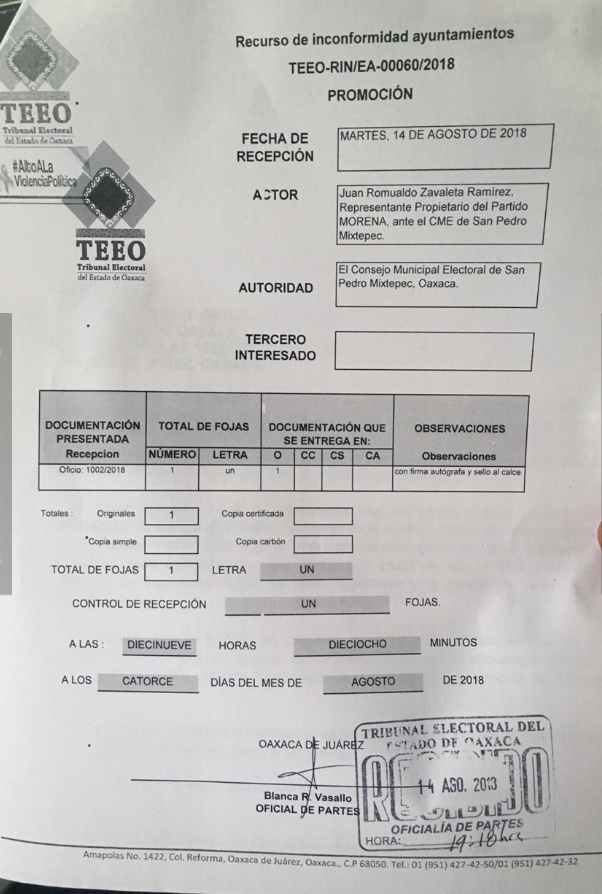 Recurso de inconformidad ayuntamientos
TEEO-RIN/EA-00060/2018
PROMOCIÓN
TEEO
Tribunal Electoral
del Estado de Oaxaca
#AltoALa
ViolenciaPolítica
TEEO
Tribunal Electoral
del Estado de Oaxaca
FECHA DE
RECEPCIÓN
MARTES, 14 DE AGOSTO DE 2018
ACTOR
Juan Romualdo Zavaleta Ramirez,
Representante Propietario del Partido
MORENA, ante el CME de San Pedro
Mixtepec.
AUTORIDAD
El Consejo Municipal Electoral de San
Pedro Mixtepec, Oaxaca.
TERCERO
INTERESADO
DOCUMENTACIÓN PRESENTADA TOTAL DE FOJAS DOCUMENTACIÓN QUE SE ENTREGA EN: OBSERVACIONES
Recepcion NÚMERO LETRA O CC CS CA Observaciones
Oficio: 1002/2018 1 un 1 con firma autógrafa y sello al calce.
Totales : Originales 1 Copia certificada
*Copia simple Copia carbón
TOTAL DE FOJAS 1 LETRA UN
CONTROL DE RECEPCIÓN UN FOJAS.
A LAS : DIECINUEVE HORAS DIECIOCHO MINUTOS
A LOS CATORCE DÍAS DEL MES DE AGOSTO DE 2018
OAXACA DE JUÁREZ
Blanca R. Vasallo
OFICIAL DE PARTES
TRIBUNAL ELECTORAL DEL
ESTADO DE OAXACA
14 AGO. 2018
OFICIALÍA DE PARTES
HORA: 19:18 hrs
Amapolas No. 1422, Col. Reforma, Oaxaca de Juárez, Oaxaca., C.P 68050. Tel.: 01 (951) 427-42-50/01 (951) 427-42-32